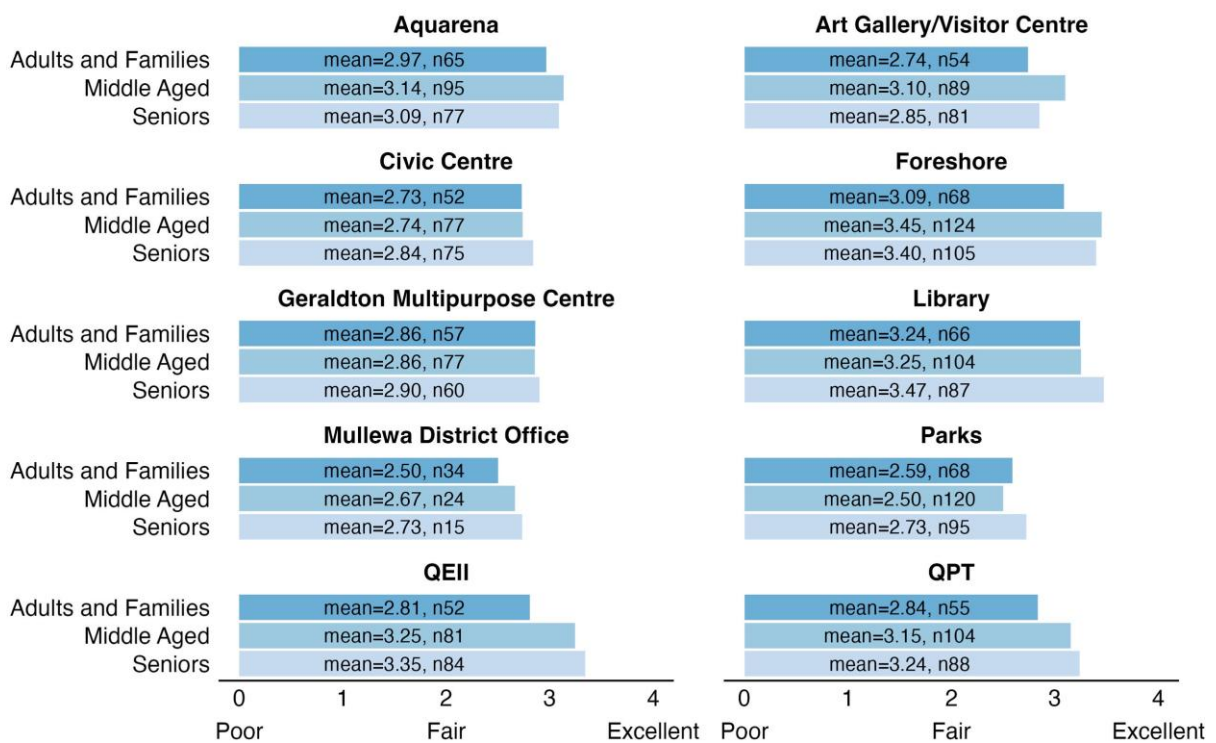 Aquarena
Adults and Families mean=2.97, n65
Middle Aged mean=3.14, n95
Seniors mean=3.09, n77
Art Gallery/Visitor Centre
mean=2.74, n54
mean=3.10, n89
mean=2.85, n81
Civic Centre
Adults and Families mean=2.73, n52
Middle Aged mean=2.74, n77
Seniors mean=2.84, n75
Foreshore
mean=3.09, n68
mean=3.45, n124
mean=3.40, n105
Geraldton Multipurpose Centre
Adults and Families mean=2.86, n57
Middle Aged mean=2.86, n77
Seniors mean=2.90, n60
Library
mean=3.24, n66
mean=3.25, n104
mean=3.47, n87
Mullewa District Office
Adults and Families mean=2.50, n34
Middle Aged mean=2.67, n24
Seniors mean=2.73, n15
Parks
mean=2.59, n68
mean=2.50, n120
mean=2.73, n95
QEII
Adults and Families mean=2.81, n52
Middle Aged mean=3.25, n81
Seniors mean=3.35, n84
0 1 2 3 4
Poor Fair Excellent
QPT
mean=2.84, n55
mean=3.15, n104
mean=3.24, n88
0 1 2 3 4
Poor Fair Excellent